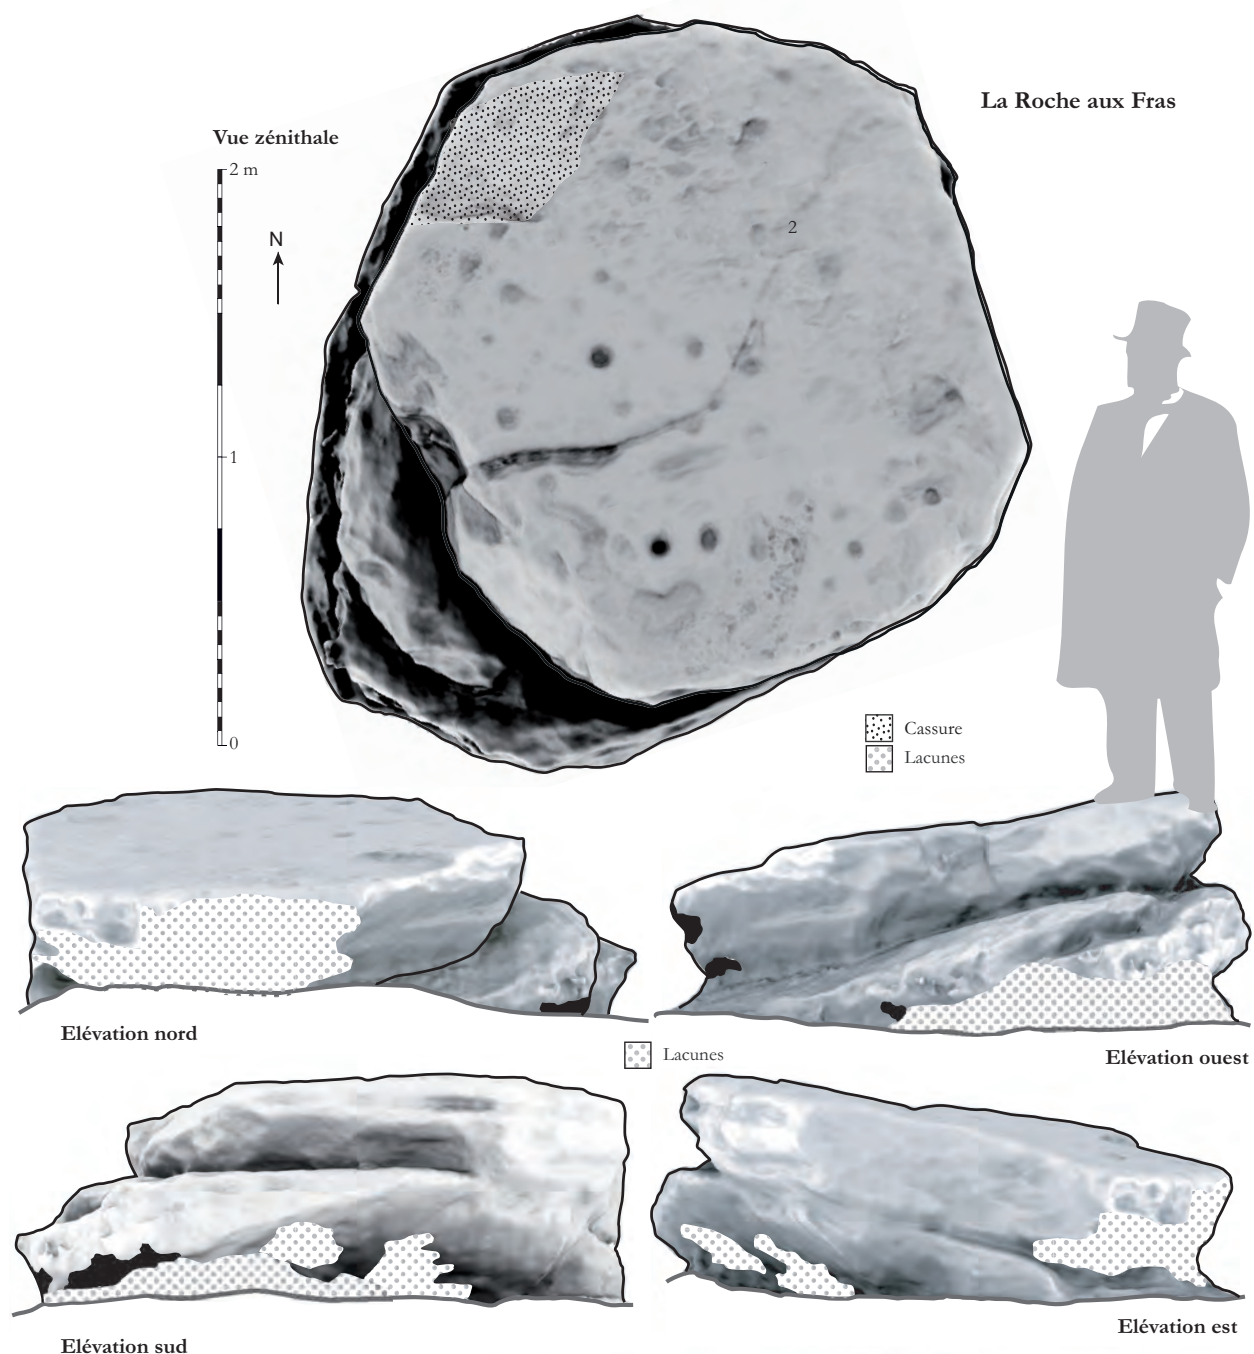 La Roche aux Fras
Vue zénithale
2 m
N
2
1
Cassure
Lacunes
0
Elévation nord
Lacunes
Elévation ouest
Elévation sud
Elévation est